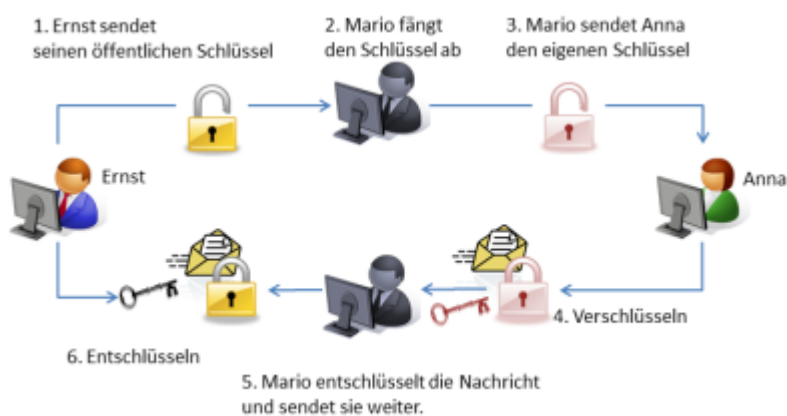 1. Ernst sendet
seinen öffentlichen Schlüssel
2. Mario fängt
den Schlüssel ab
3. Mario sendet Anna
den eigenen Schlüssel
Ernst
Anna
4. Verschlüsseln
6. Entschlüsseln
5. Mario entschlüsselt die Nachricht
und sendet sie weiter.